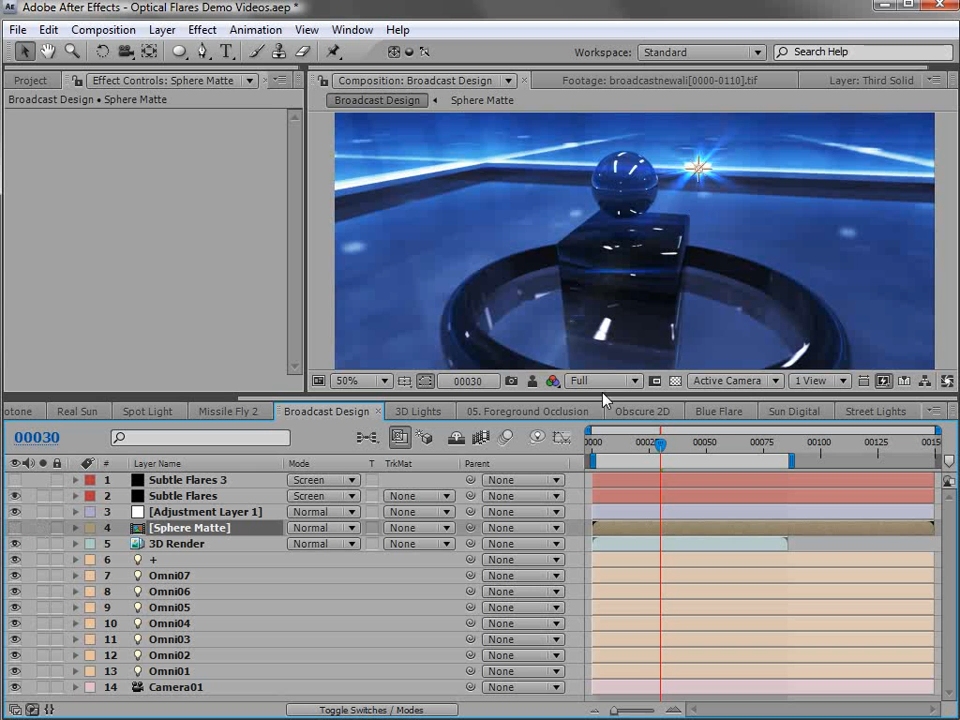 Adobe After Effects - Optical Flares Demo Videos.aep *
File Edit Composition Layer Effect Animation View Window Help
Workspace: Standard Search Help
Project Effect Controls: Sphere Matte Composition: Broadcast Design Footage: broadcastnewali[0000-0110].tif Layer: Third Solid
Broadcast Design • Sphere Matte Broadcast Design Sphere Matte
50% 00030 Full Active Camera 1 View
otone Real Sun Spot Light Missile Fly 2 Broadcast Design 3D Lights 05. Foreground Occlusion Obscure 2D Blue Flare Sun Digital Street Lights
00030 0000 00025 00050 00075 00100 00125 0015
# Layer Name Mode T TrkMat Parent
1 Subtle Flares 3 Screen None
2 Subtle Flares Screen None None
3 [Adjustment Layer 1] Normal None None
4 [Sphere Matte] Normal None None
5 3D Render Normal None None
6 + None
7 Omni07 None
8 Omni06 None
9 Omni05 None
10 Omni04 None
11 Omni03 None
12 Omni02 None
13 Omni01 None
14 Camera01 None
Toggle Switches / Modes